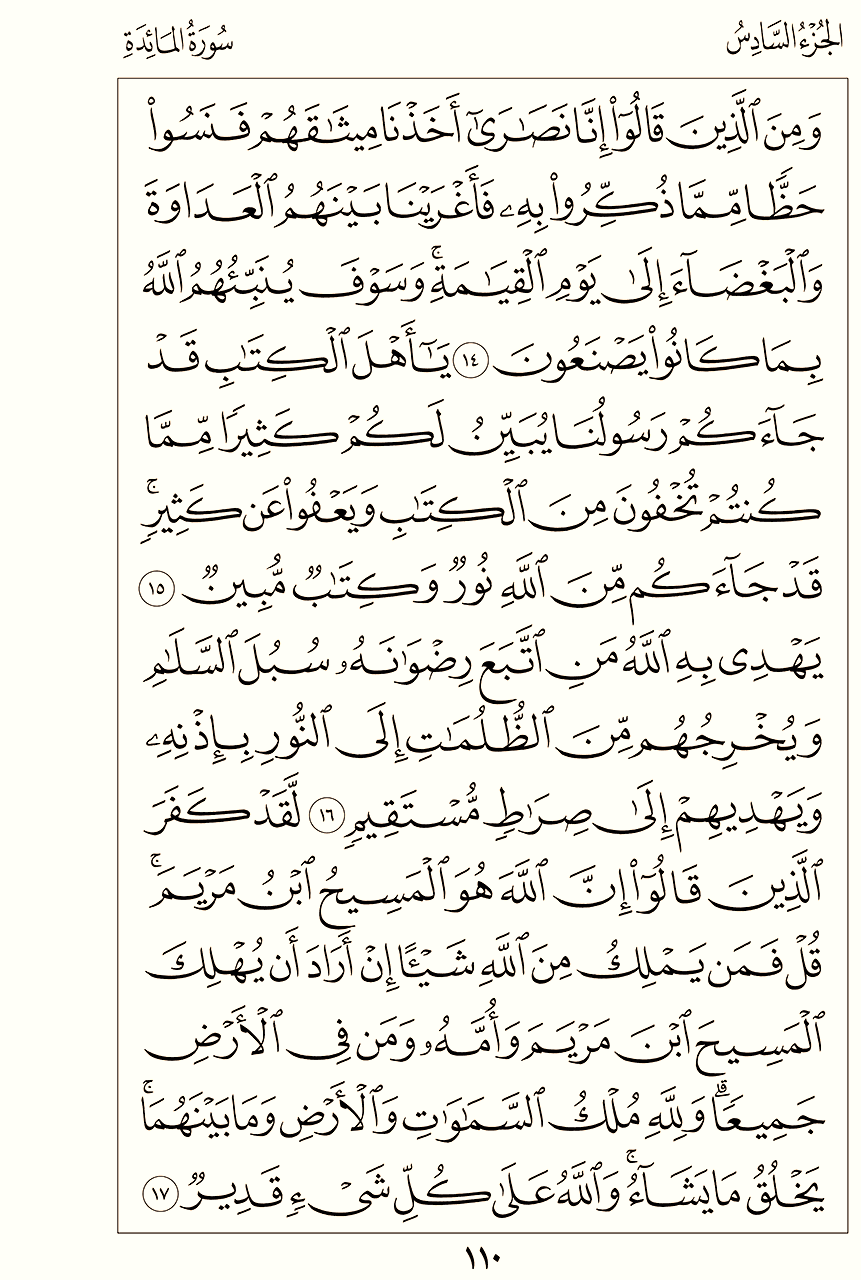 الجُزْءُ السَّادِسُ
سُورَةُ المَائِدَةِ
وَمِنَ ٱلَّذِينَ قَالُوٓاْ إِنَّا نَصَٰرَىٰٓ أَخَذۡنَا مِيثَٰقَهُمۡ فَنَسُواْ
حَظّٗا مِّمَّا ذُكِّرُواْ بِهِۦ فَأَغۡرَيۡنَا بَيۡنَهُمُ ٱلۡعَدَاوَةَ
وَٱلۡبَغۡضَآءَ إِلَىٰ يَوۡمِ ٱلۡقِيَٰمَةِۚ وَسَوۡفَ يُنَبِّئُهُمُ ٱللَّهُ
بِمَا كَانُواْ يَصۡنَعُونَ ١٤ يَٰٓأَهۡلَ ٱلۡكِتَٰبِ قَدۡ
جَآءَكُمۡ رَسُولُنَا يُبَيِّنُ لَكُمۡ كَثِيرٗا مِّمَّا
كُنتُمۡ تُخۡفُونَ مِنَ ٱلۡكِتَٰبِ وَيَعۡفُواْ عَن كَثِيرٖۚ
قَدۡ جَآءَكُم مِّنَ ٱللَّهِ نُورٞ وَكِتَٰبٞ مُّبِينٞ ١٥
يَهۡدِي بِهِ ٱللَّهُ مَنِ ٱتَّبَعَ رِضۡوَٰنَهُۥ سُبُلَ ٱلسَّلَٰمِ
وَيُخۡرِجُهُم مِّنَ ٱلظُّلُمَٰتِ إِلَى ٱلنُّورِ بِإِذۡنِهِۦ
وَيَهۡدِيهِمۡ إِلَىٰ صِرَٰطٖ مُّسۡتَقِيمٖ ١٦ لَّقَدۡ كَفَرَ
ٱلَّذِينَ قَالُوٓاْ إِنَّ ٱللَّهَ هُوَ ٱلۡمَسِيحُ ٱبۡنُ مَرۡيَمَۚ
قُلۡ فَمَن يَمۡلِكُ مِنَ ٱللَّهِ شَيۡـًٔا إِنۡ أَرَادَ أَن يُهۡلِكَ
ٱلۡمَسِيحَ ٱبۡنَ مَرۡيَمَ وَأُمَّهُۥ وَمَن فِي ٱلۡأَرۡضِ
جَمِيعٗاۗ وَلِلَّهِ مُلۡكُ ٱلسَّمَٰوَٰتِ وَٱلۡأَرۡضِ وَمَا بَيۡنَهُمَاۚ
يَخۡلُقُ مَا يَشَآءُۚ وَٱللَّهُ عَلَىٰ كُلِّ شَيۡءٖ قَدِيرٞ ١٧
١١٠